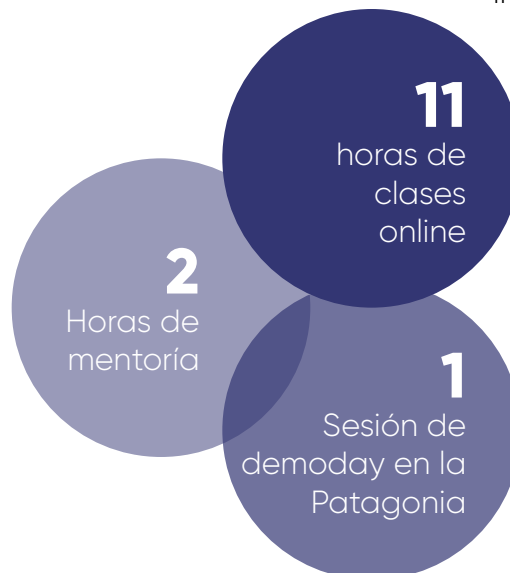 11
horas de
clases
online
2
Horas de
mentoría
1
Sesión de
demoday en la
Patagonia